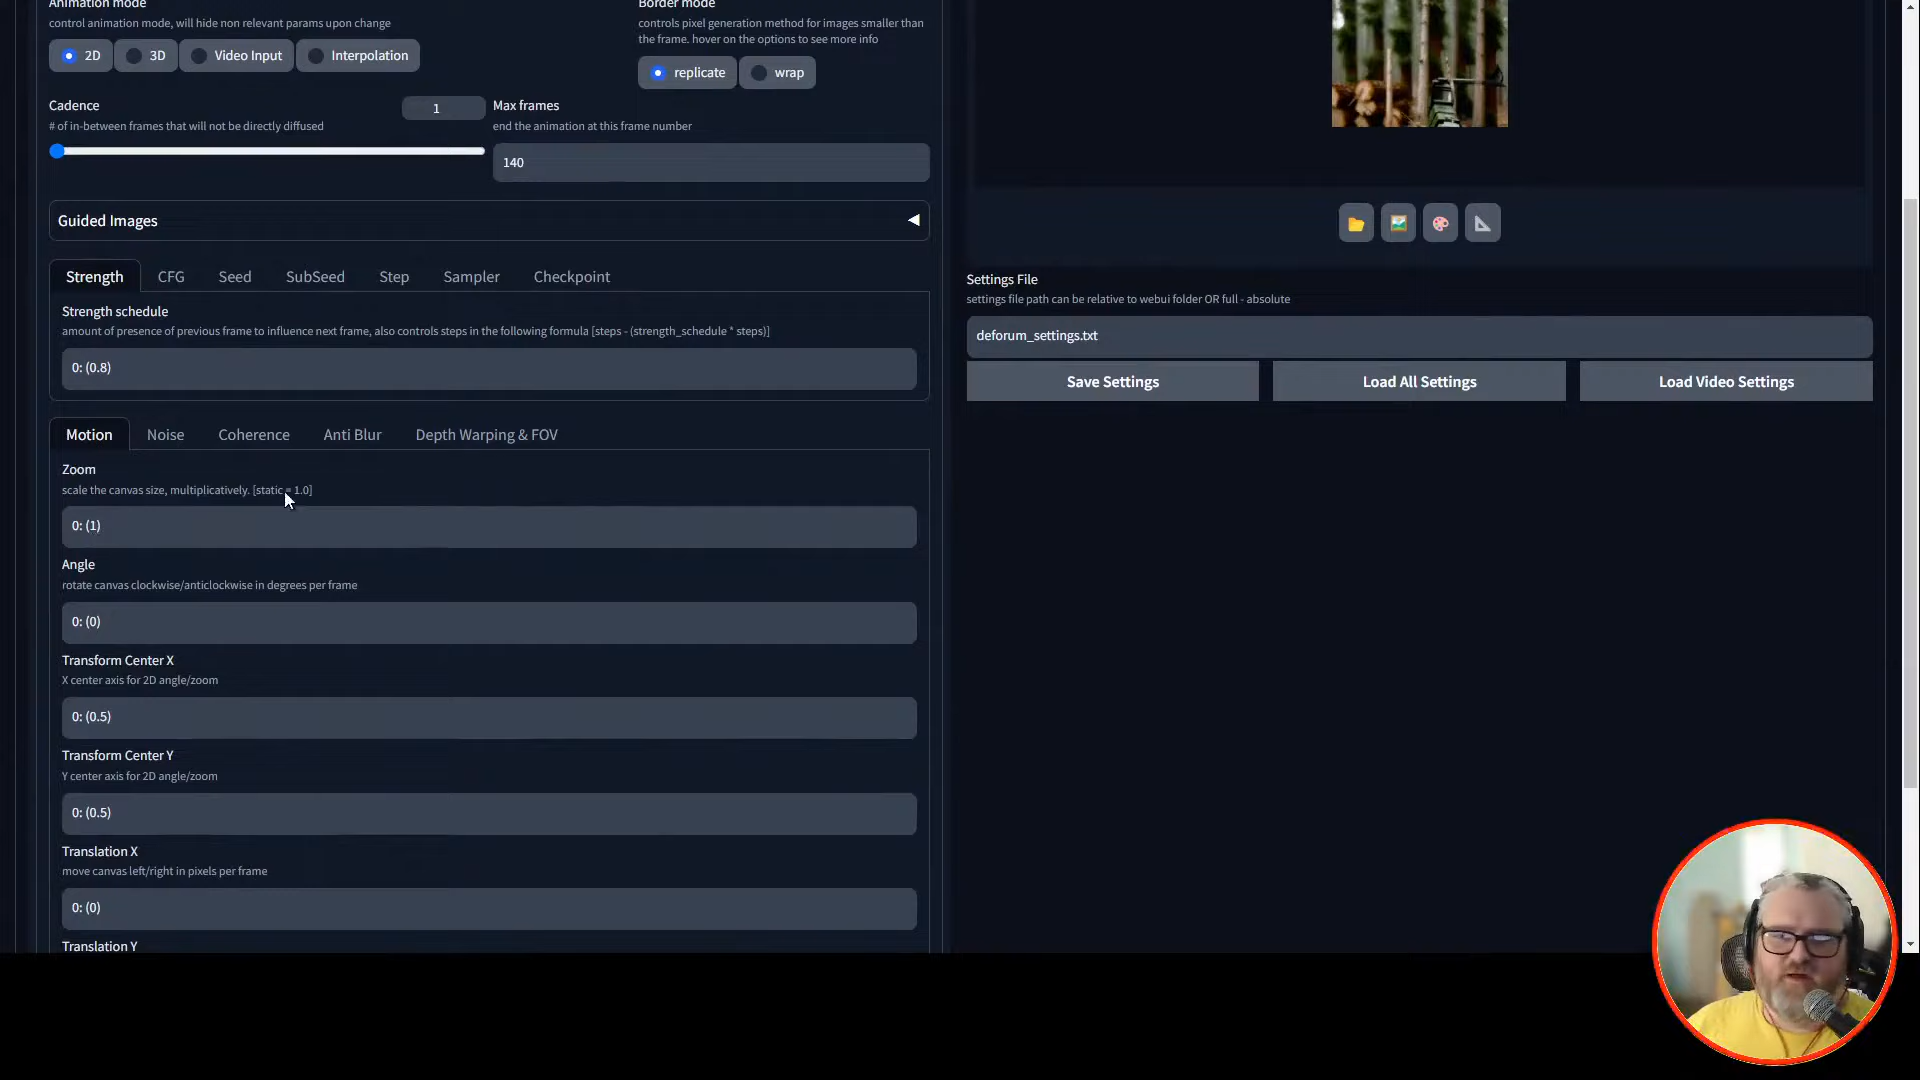 Animation mode
control animation mode, will hide non relevant params upon change
2D
3D
Video Input
Interpolation
Border mode
controls pixel generation method for images smaller than
the frame. hover on the options to see more info
replicate
wrap
Cadence
1
# of in-between frames that will not be directly diffused
Max frames
end the animation at this frame number
140
Guided Images
Strength
CFG
Seed
SubSeed
Step
Sampler
Checkpoint
Strength schedule
amount of presence of previous frame to influence next frame, also controls steps in the following formula [steps - (strength_schedule * steps)]
0: (0.8)
Motion
Noise
Coherence
Anti Blur
Depth Warping & FOV
Zoom
scale the canvas size, multiplicatively. [static = 1.0]
0: (1)
Angle
rotate canvas clockwise/anticlockwise in degrees per frame
0: (0)
Transform Center X
X center axis for 2D angle/zoom
0: (0.5)
Transform Center Y
Y center axis for 2D angle/zoom
0: (0.5)
Translation X
move canvas left/right in pixels per frame
0: (0)
Translation Y
Settings File
settings file path can be relative to webui folder OR full - absolute
deforum_settings.txt
Save Settings
Load All Settings
Load Video Settings